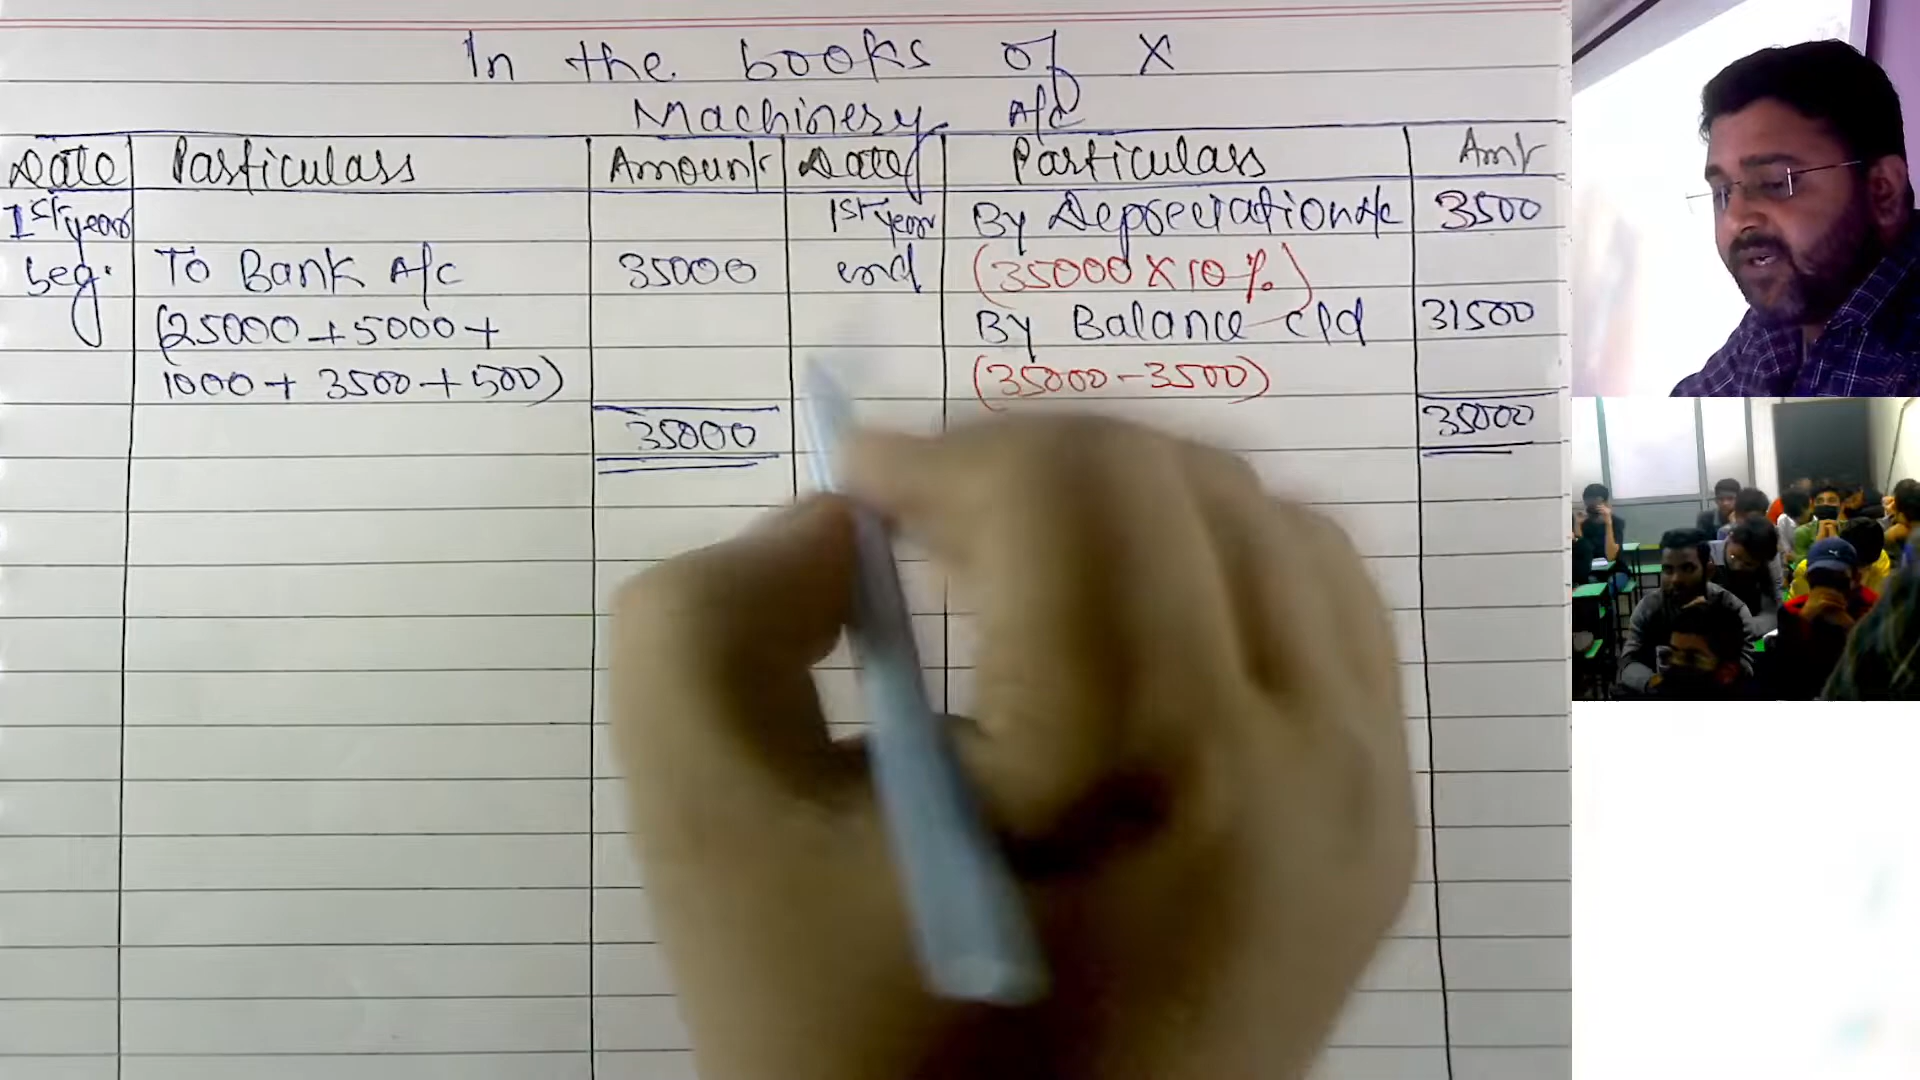 In the books of X
Machinery A/c
Date Particulars Amount Date Particulars Amt
1st year 1st year By Depreciation A/c 3500
beg. To Bank A/c 35000 end (35000 X 10%)
(25000 + 5000 + By Balance c/d 31500
1000 + 3500 + 500) (35000 - 3500)
35000 35000